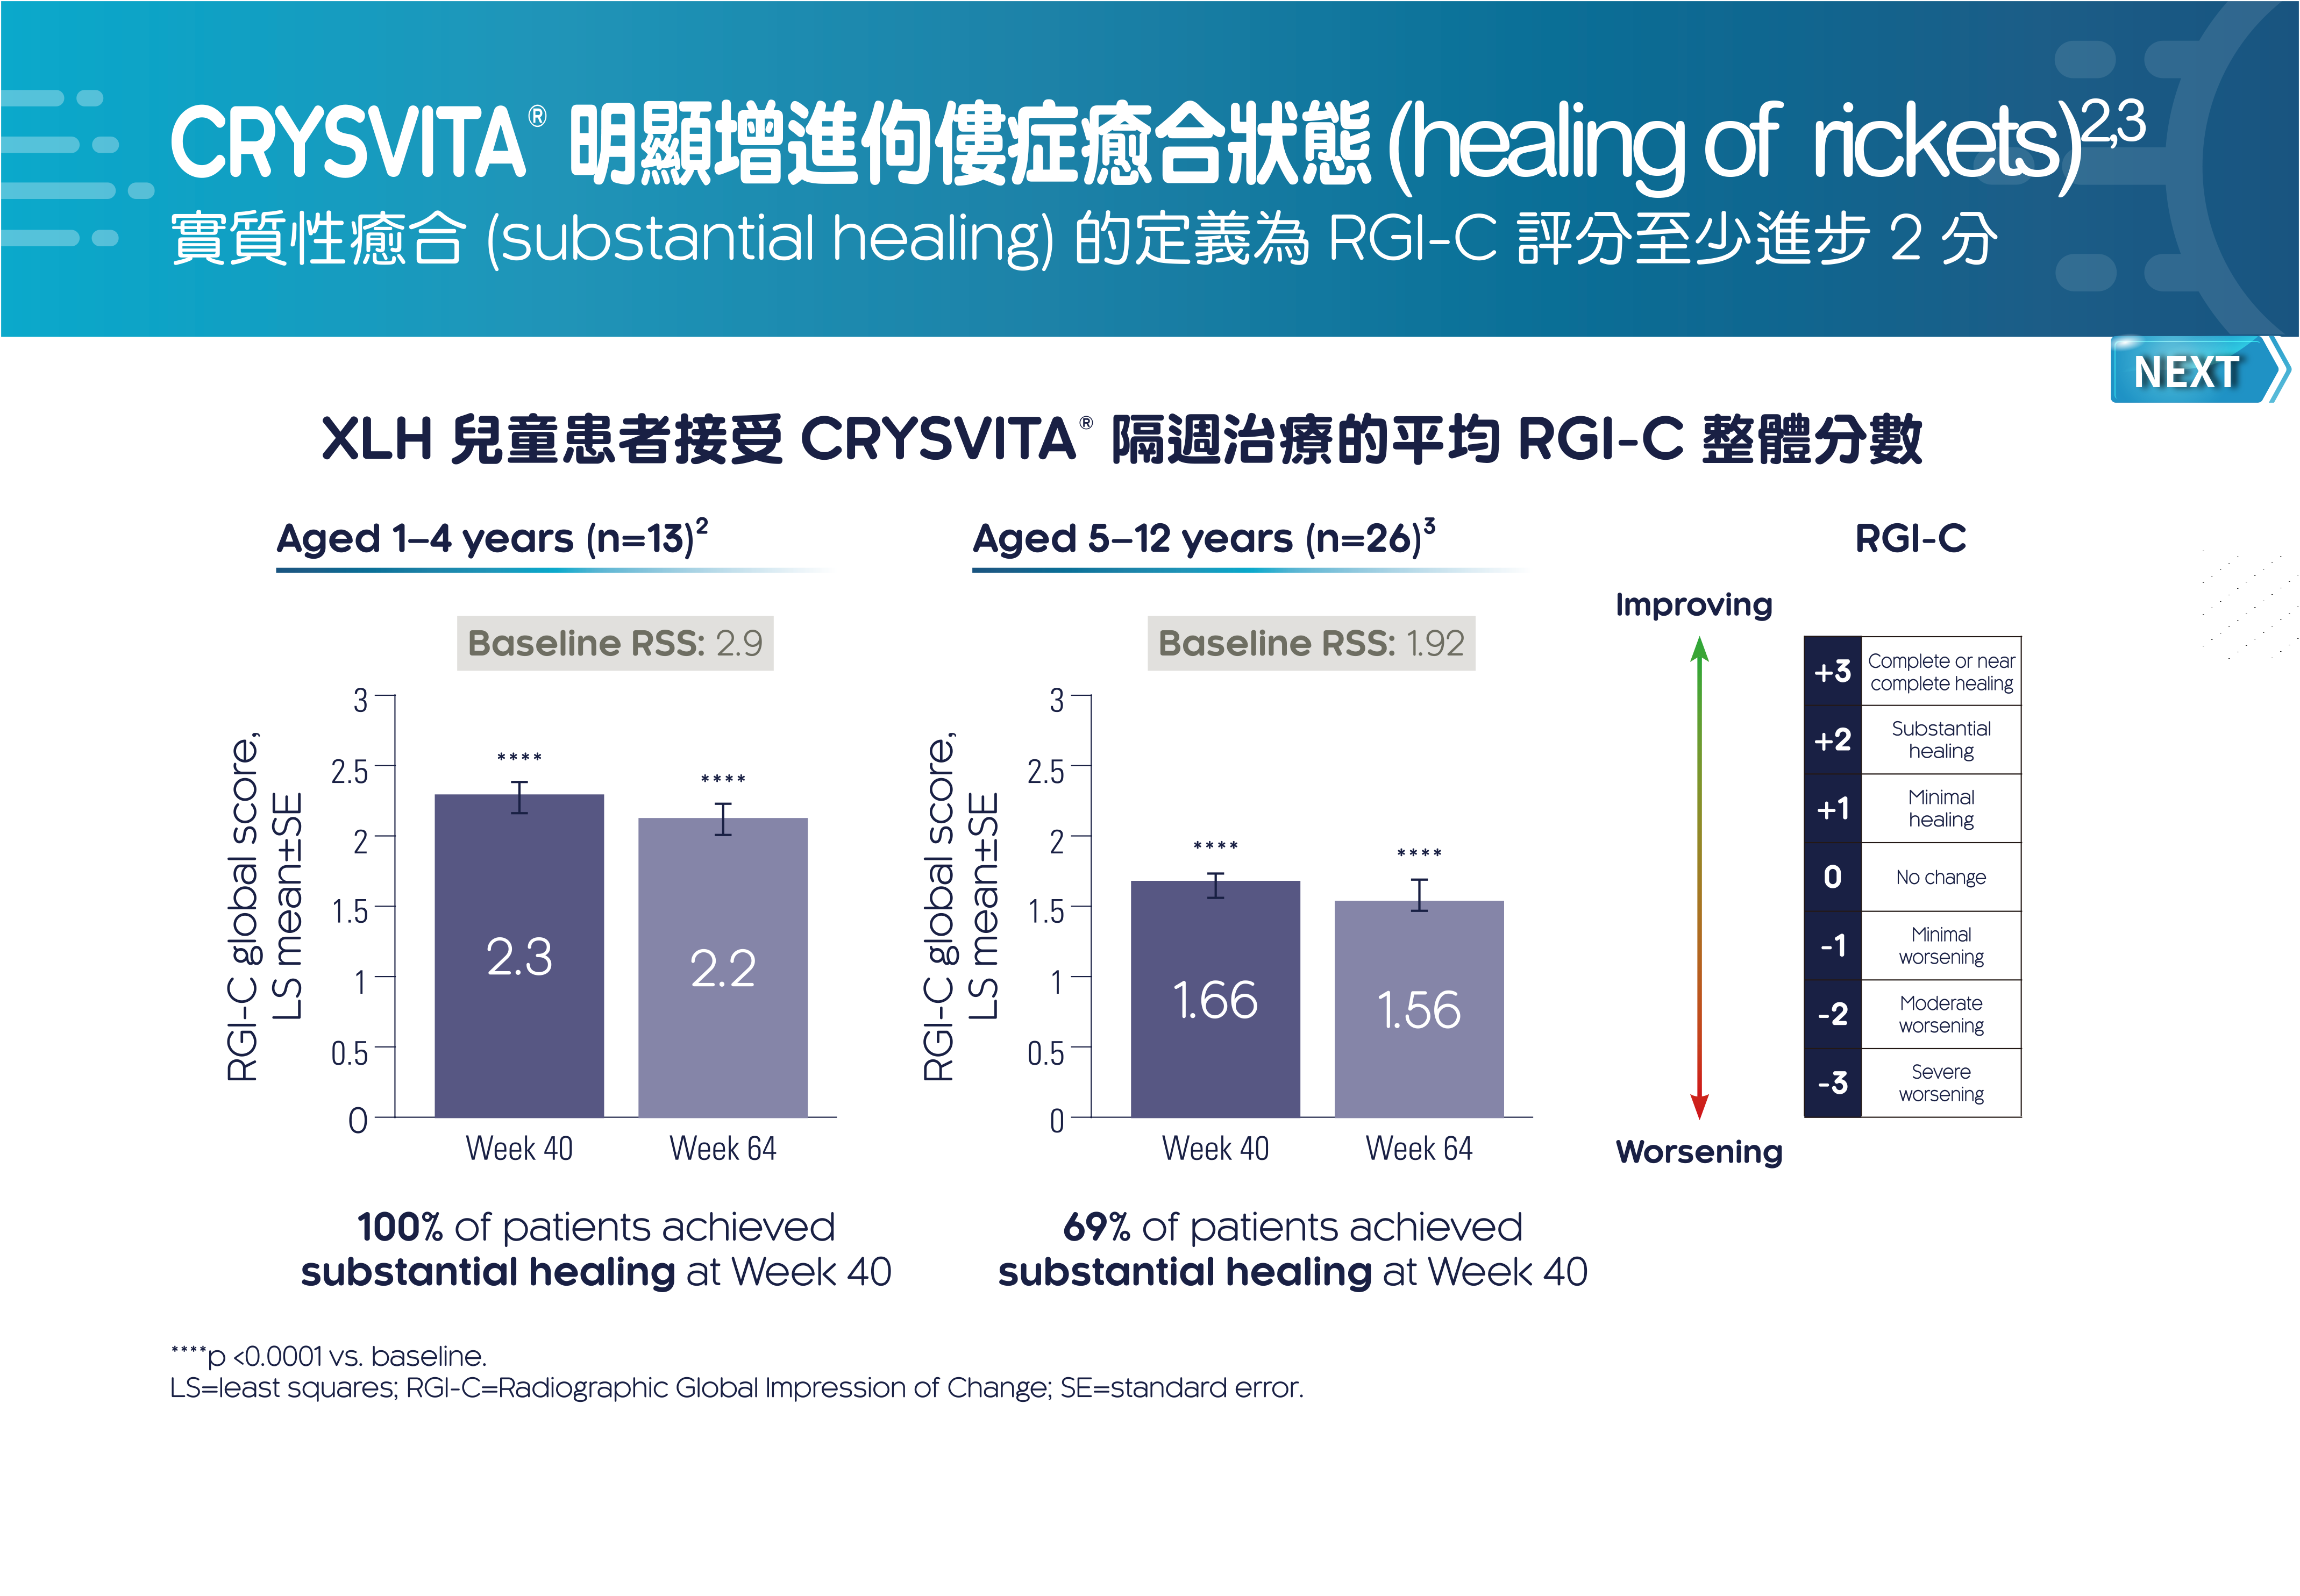 CRYSVITA® 明顯增進佝僂症癒合狀態 (healing of rickets)2,3
實質性癒合 (substantial healing) 的定義為 RGI-C 評分至少進步 2 分
NEXT
XLH 兒童患者接受 CRYSVITA® 隔週治療的平均 RGI-C 整體分數
Aged 1–4 years (n=13)2
Baseline RSS: 2.9
RGI-C global score,
LS mean±SE
3
2.5
2
1.5
1
0.5
0
****
****
2.3
2.2
Week 40
Week 64
100% of patients achieved
substantial healing at Week 40
Aged 5–12 years (n=26)3
Baseline RSS: 1.92
RGI-C global score,
LS mean±SE
3
2.5
2
1.5
1
0.5
0
****
****
1.66
1.56
Week 40
Week 64
69% of patients achieved
substantial healing at Week 40
RGI-C
Improving
Worsening
+3 Complete or near
complete healing
+2 Substantial
healing
+1 Minimal
healing
0 No change
-1 Minimal
worsening
-2 Moderate
worsening
-3 Severe
worsening
****p <0.0001 vs. baseline.
LS=least squares; RGI-C=Radiographic Global Impression of Change; SE=standard error.